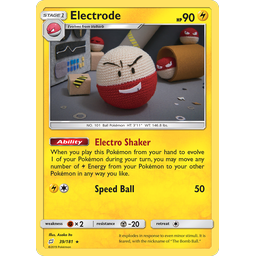 STAGE 1
Electrode
HP90
Evolves from Voltorb
NO. 101 Ball Pokémon HT: 3'11" WT: 146.8 lbs.
Ability Electro Shaker
When you play this Pokémon from your hand to evolve
1 of your Pokémon during your turn, you may move any
number of Energy from your Pokémon to your other
Pokémon in any way you like.
Speed Ball 50
weakness ×2 resistance -20 retreat
Illus. Asako Ito
39/181
It explodes in response to even minor stimuli. It is
feared, with the nickname of "The Bomb Ball."
©2019 Pokémon